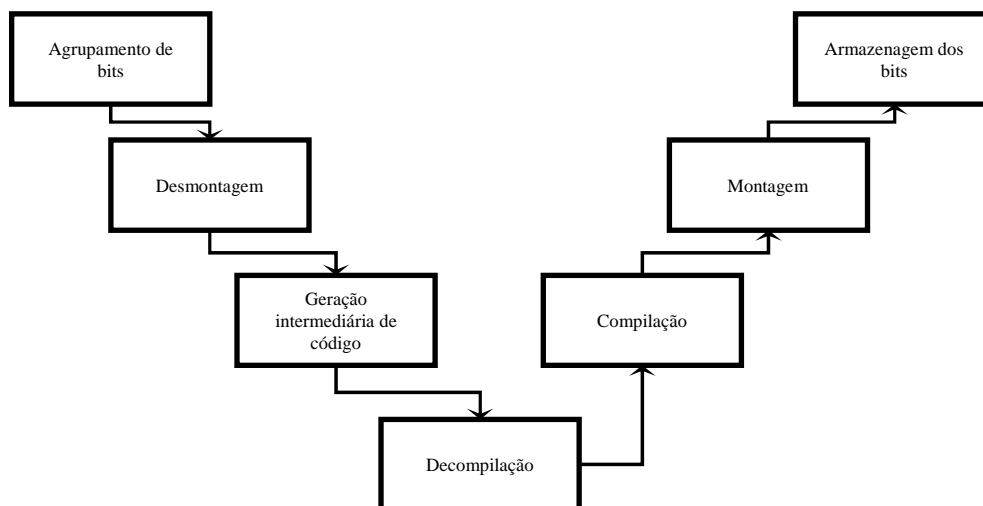 Agrupamento de
bits
Armazenagem dos
bits
Desmontagem
Montagem
Geração
intermediária de
código
Compilação
Decompilação